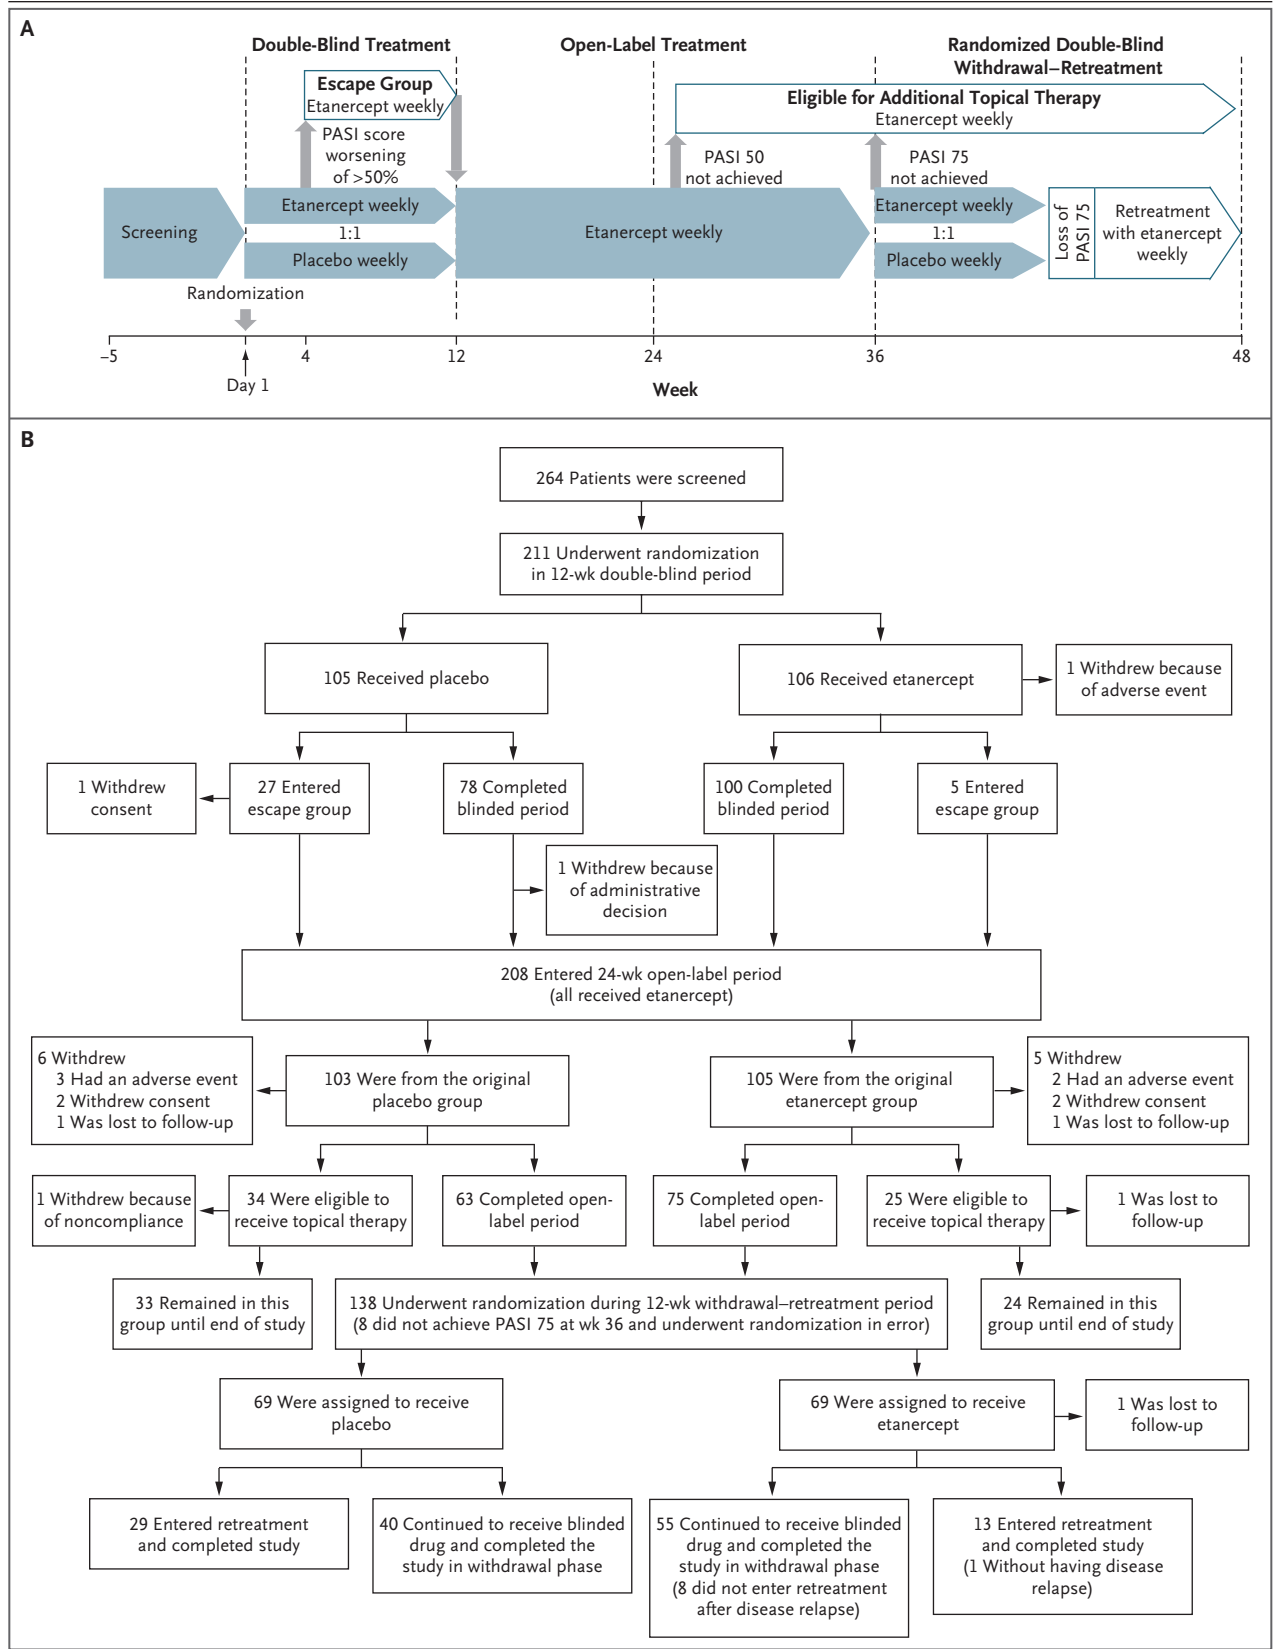 A
Double-Blind Treatment
Open-Label Treatment
Randomized Double-Blind
Withdrawal–Retreatment
Escape Group
Etanercept weekly
Eligible for Additional Topical Therapy
Etanercept weekly
PASI score
worsening
of >50%
PASI 50
not achieved
PASI 75
not achieved
Screening
Etanercept weekly
1:1
Placebo weekly
Etanercept weekly
Etanercept weekly
1:1
Placebo weekly
Loss of
PASI 75
Retreatment
with etanercept
weekly
Randomization
–5
4
12
24
36
48
Day 1
Week
B
264 Patients were screened
211 Underwent randomization
in 12-wk double-blind period
105 Received placebo
106 Received etanercept
1 Withdrew because
of adverse event
1 Withdrew
consent
27 Entered
escape group
78 Completed
blinded period
100 Completed
blinded period
5 Entered
escape group
1 Withdrew because
of administrative
decision
208 Entered 24-wk open-label period
(all received etanercept)
6 Withdrew
3 Had an adverse event
2 Withdrew consent
1 Was lost to follow-up
103 Were from the original
placebo group
105 Were from the original
etanercept group
5 Withdrew
2 Had an adverse event
2 Withdrew consent
1 Was lost to follow-up
1 Withdrew because
of noncompliance
34 Were eligible to
receive topical therapy
63 Completed open-
label period
75 Completed open-
label period
25 Were eligible to
receive topical therapy
1 Was lost to
follow-up
33 Remained in this
group until end of study
138 Underwent randomization during 12-wk withdrawal–retreatment period
(8 did not achieve PASI 75 at wk 36 and underwent randomization in error)
24 Remained in this
group until end of study
69 Were assigned to receive
placebo
69 Were assigned to receive
etanercept
1 Was lost to
follow-up
29 Entered retreatment
and completed study
40 Continued to receive blinded
drug and completed the
study in withdrawal phase
55 Continued to receive blinded
drug and completed the
study in withdrawal phase
(8 did not enter retreatment
after disease relapse)
13 Entered retreatment
and completed study
(1 Without having disease
relapse)